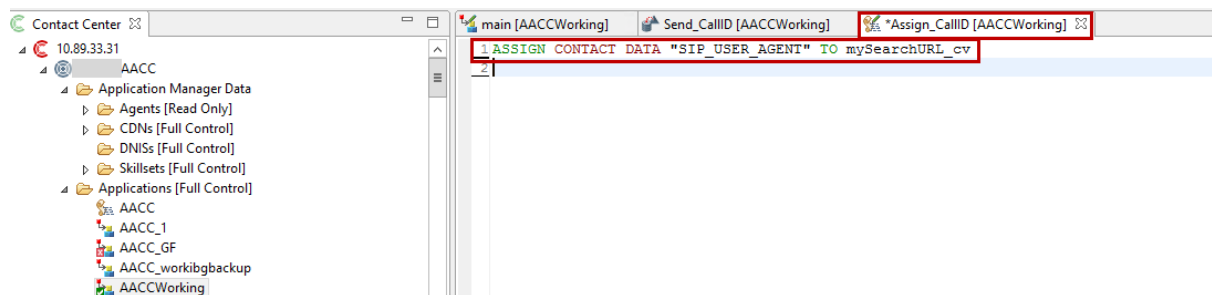 Contact Center
main [AACCWorking]
Send_CallID [AACCWorking]
*Assign_CallID [AACCWorking]
10.89.33.31
AACC
Application Manager Data
Agents [Read Only]
CDNs [Full Control]
DNISs [Full Control]
Skillsets [Full Control]
Applications [Full Control]
AACC
AACC_1
AACC_GF
AACC_workibgbackup
AACCWorking
1 ASSIGN CONTACT DATA "SIP_USER_AGENT" TO mySearchURL_cv
2